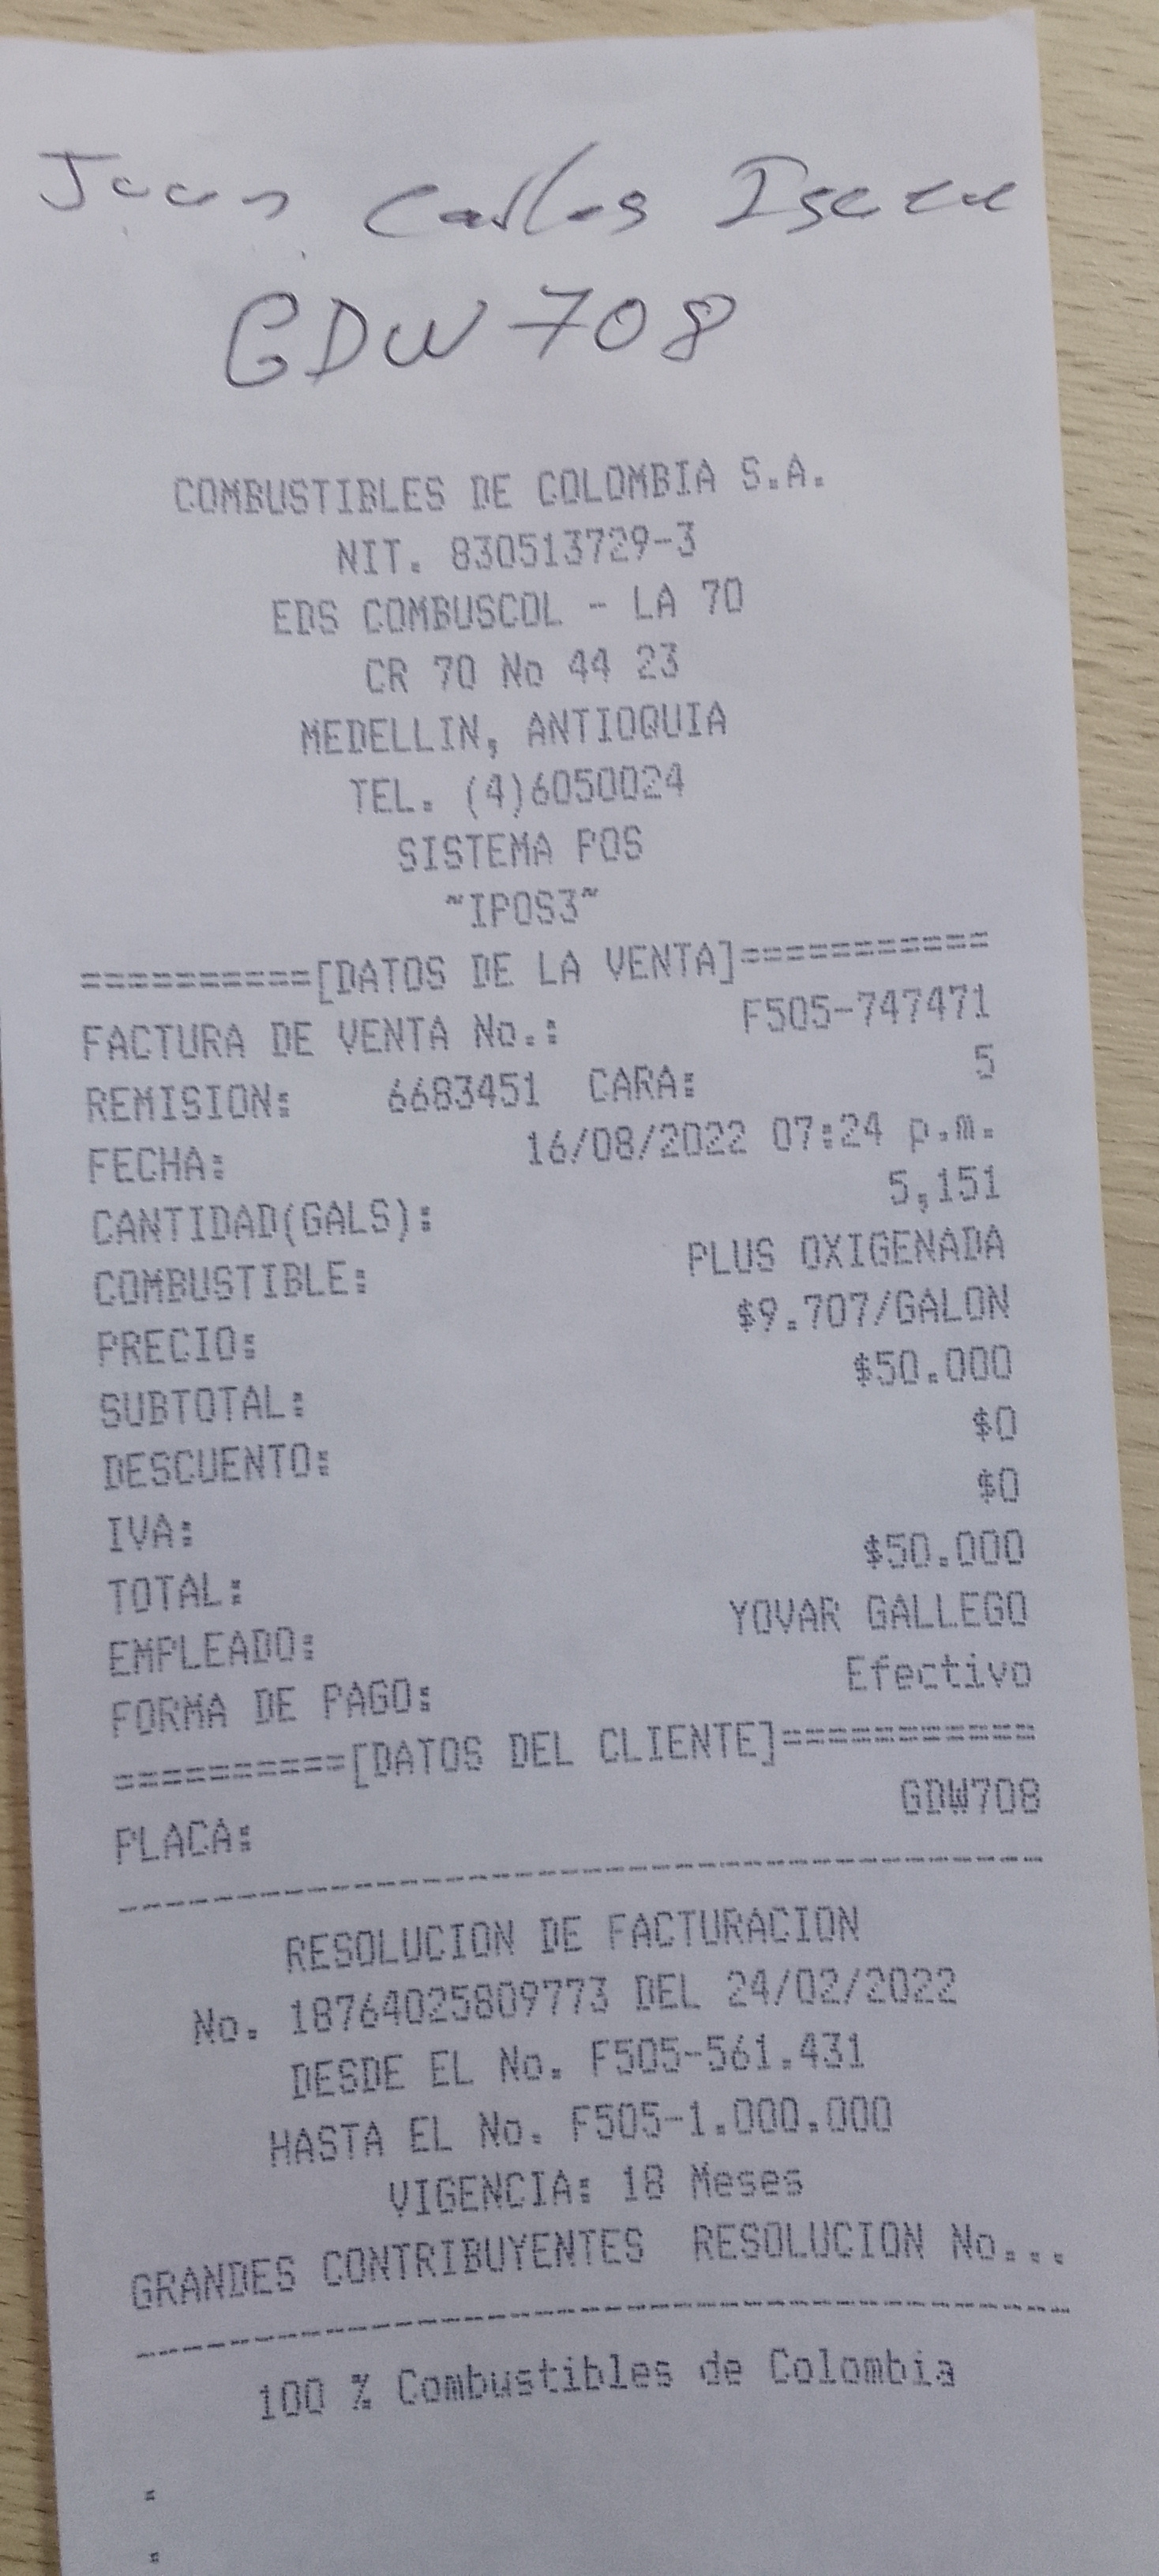 Juan Carlos Isaza
GDW 708
COMBUSTIBLES DE COLOMBIA S.A.
NIT. 830513729-3
EDS COMBUSCOL - LA 70
CR 70 No 44 23
MEDELLIN, ANTIOQUIA
TEL. (4)6050024
SISTEMA POS
"IPOS3"
==========[DATOS DE LA VENTA]===========
FACTURA DE VENTA No.: F505-747471
REMISION: 6683451 CARA: 5
FECHA: 16/08/2022 07:24 p.m.
CANTIDAD(GALS): 5,151
COMBUSTIBLE: PLUS OXIGENADA
PRECIO: $9.707/GALON
SUBTOTAL: $50.000
DESCUENTO: $0
IVA: $0
TOTAL: $50.000
EMPLEADO: YOVAR GALLEGO
FORMA DE PAGO: Efectivo
==========[DATOS DEL CLIENTE]===========
PLACA: GDW708
----------------------------------------
RESOLUCION DE FACTURACION
No. 18764025809773 DEL 24/02/2022
DESDE EL No. F505-561.431
HASTA EL No. F505-1.000.000
VIGENCIA: 18 Meses
GRANDES CONTRIBUYENTES RESOLUCION No...
----------------------------------------
100 % Combustibles de Colombia
:
: